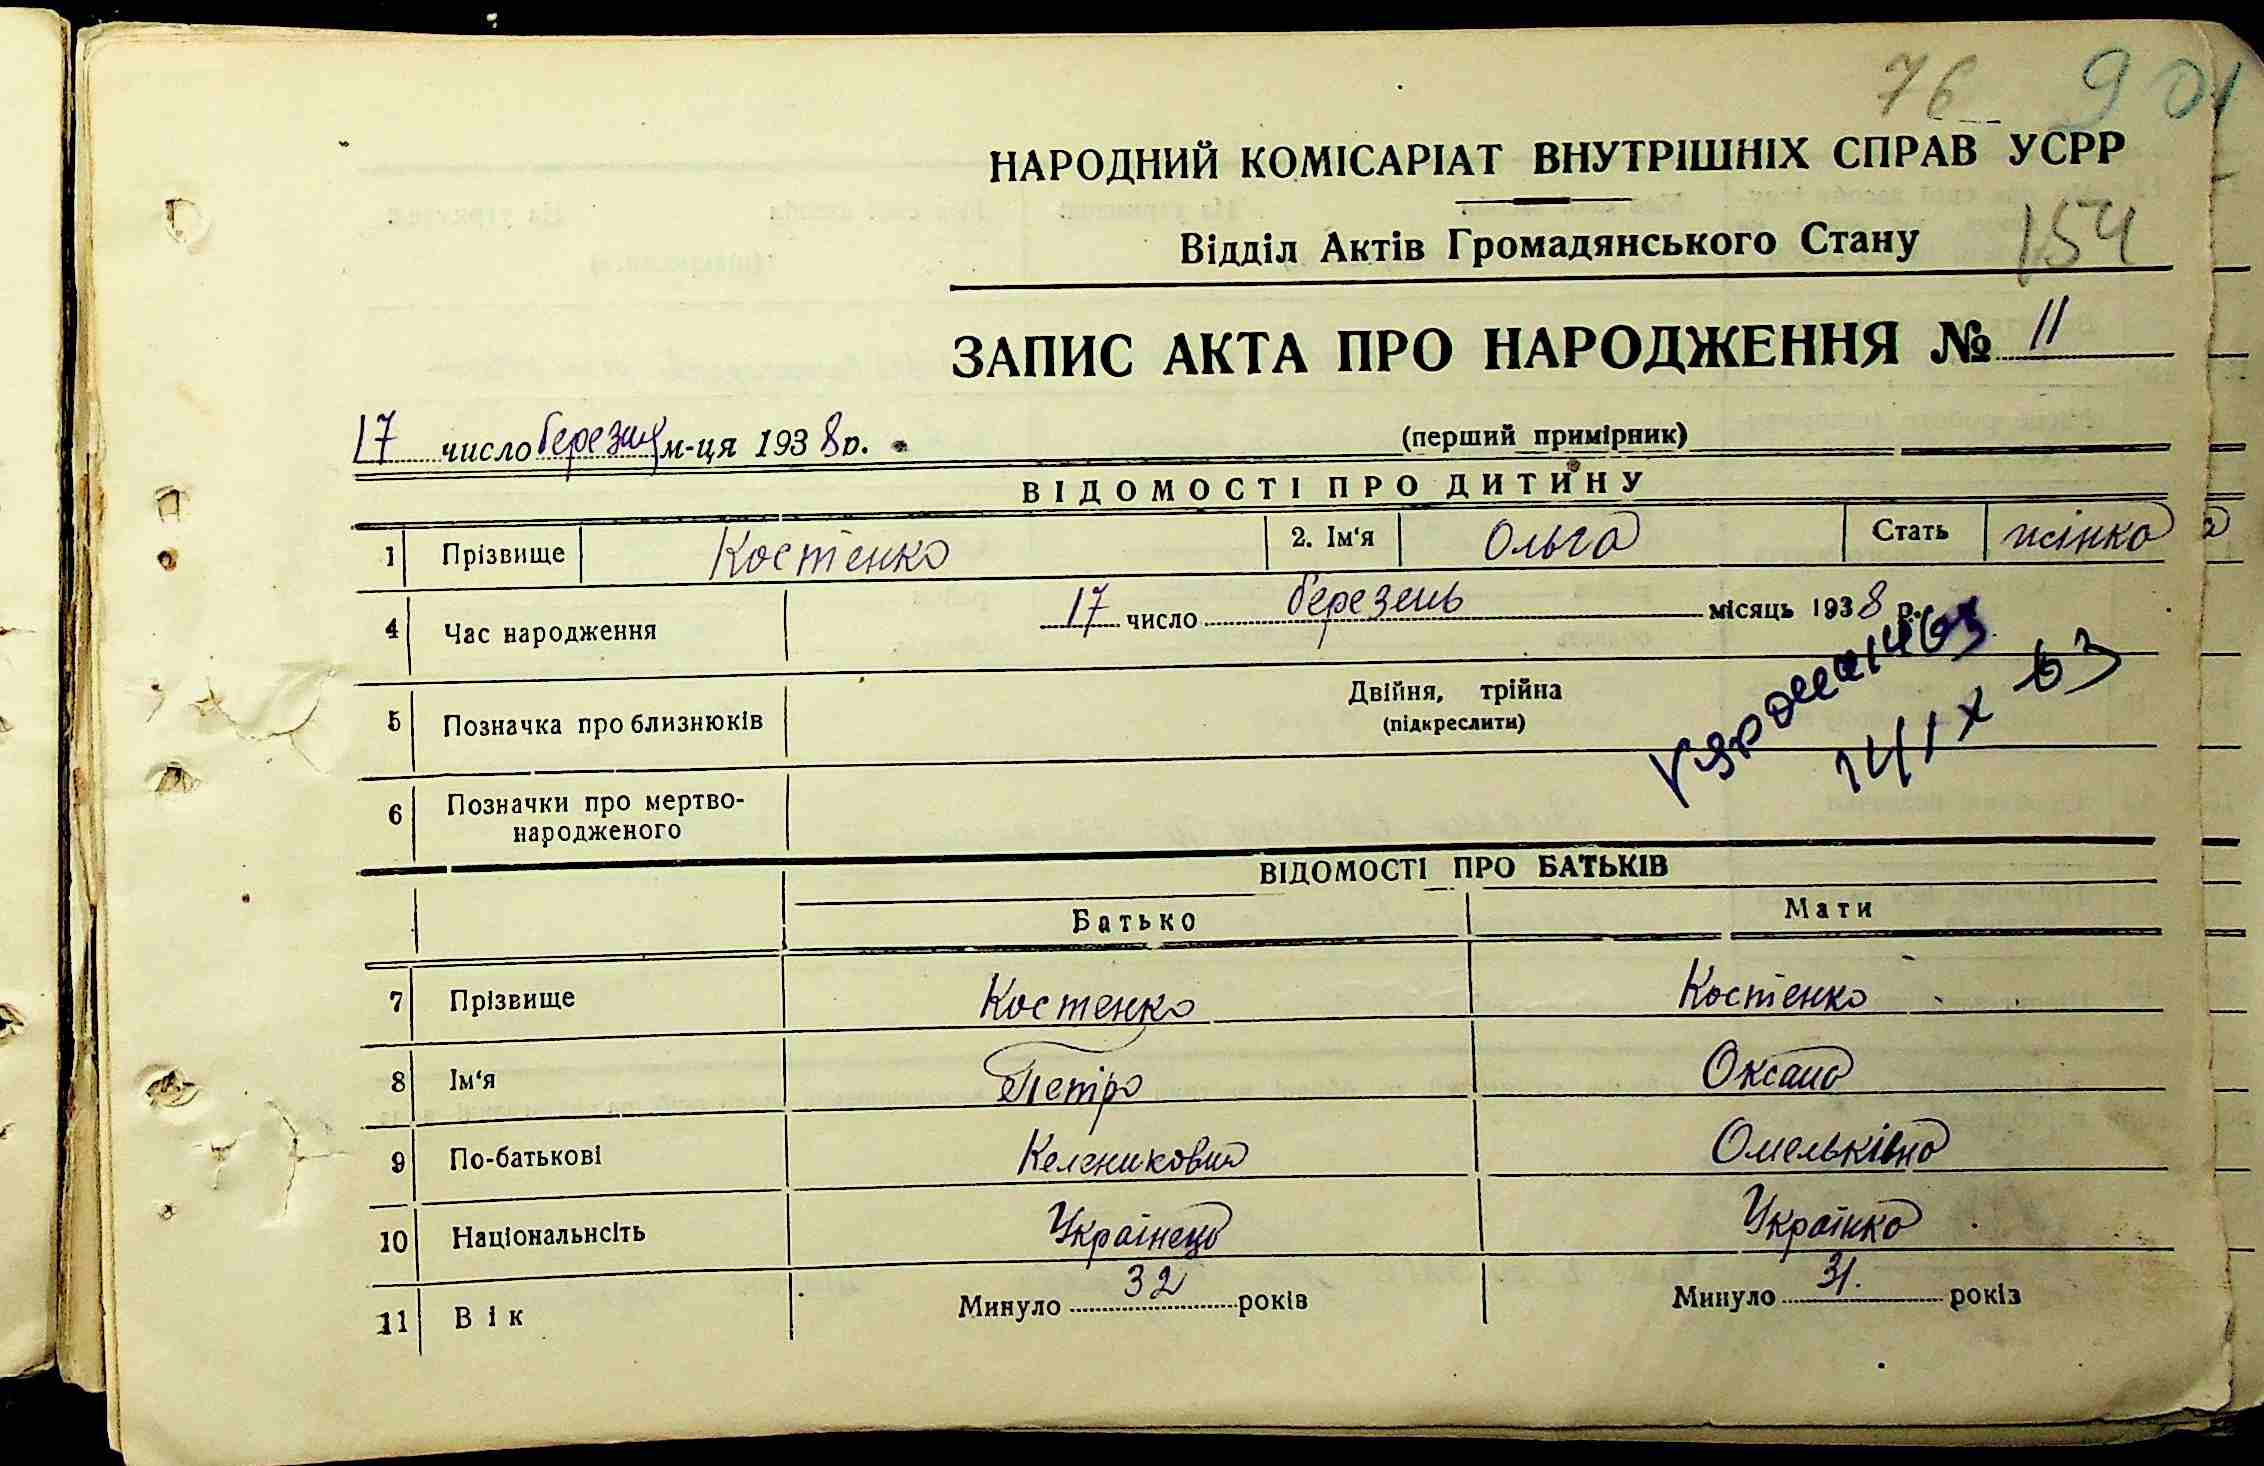 76 901
НАРОДНИЙ КОМІСАРІАТ ВНУТРІШНІХ СПРАВ УСРР
Відділ Актів Громадянського Стану 154
ЗАПИС АКТА ПРО НАРОДЖЕННЯ № 11
17 число березня м-ця 1938 р. (перший примірник)
ВІДОМОСТІ ПРО ДИТИНУ
1 Прізвище Костенко 2. Ім'я Ольга Стать жінка
4 Час народження 17 число березень місяць 1938 р.
5 Позначка про близнюків Двійня, трійна
(підкреслити)
14/IX 63
6 Позначки про мертво-
народженого
ВІДОМОСТІ ПРО БАТЬКІВ
Батько Мати
7 Прізвище Костенко Костенко
8 Ім'я Петро Оксана
9 По-батькові Омельківна
10 Національнсіть Українець Українка
11 Вік Минуло 32 років Минуло 31. рокіз